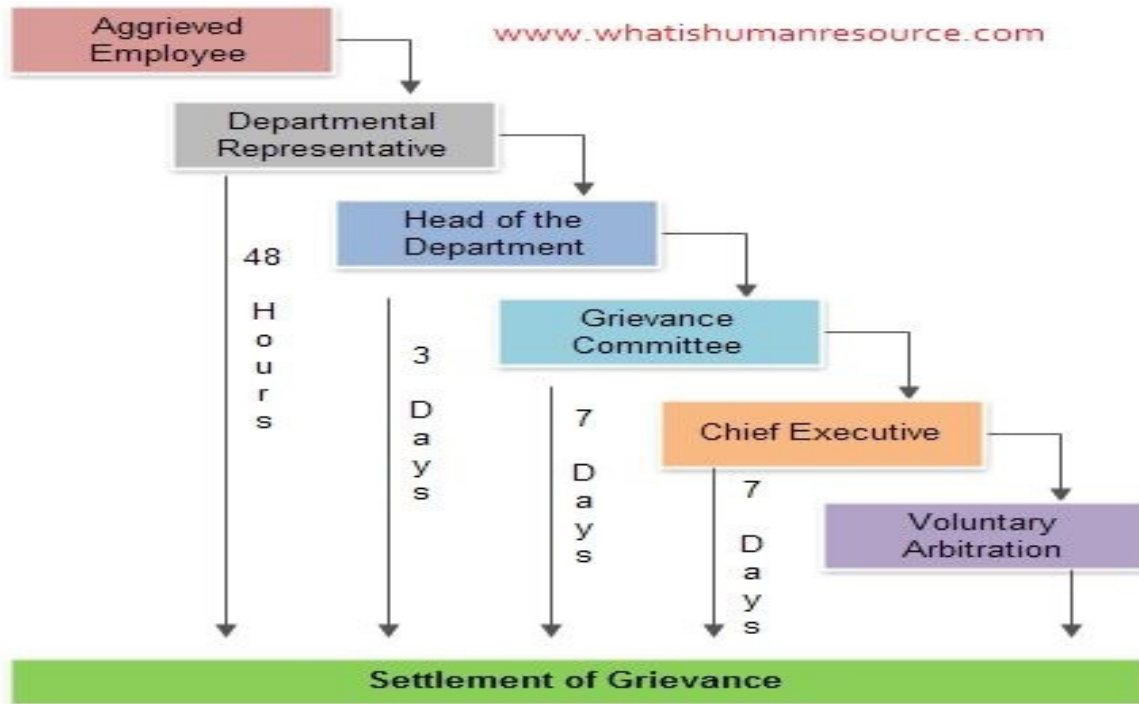 Aggrieved
Employee
www.whatishumanresource.com
Departmental
Representative
Head of the
Department
48
Hours
Grievance
Committee
3
Days
Chief Executive
7
Days
7
Days
Voluntary
Arbitration
Settlement of Grievance